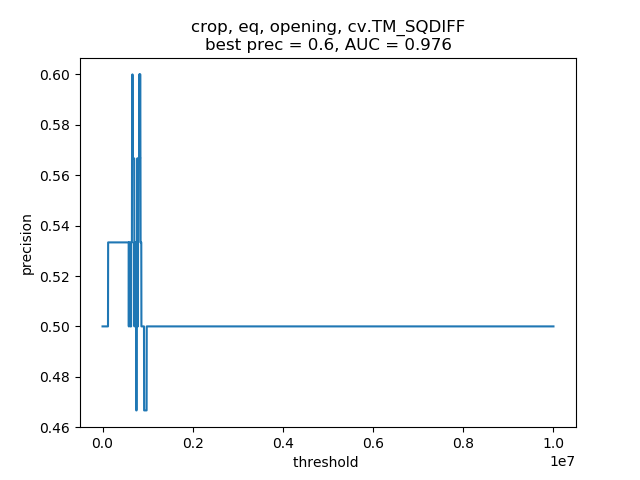 crop, eq, opening, cv.TM_SQDIFF
best prec = 0.6, AUC = 0.976
0.60
0.58
0.56
0.54
0.52
0.50
0.48
0.46
precision
0.0 0.2 0.4 0.6 0.8 1.0
1e7
threshold